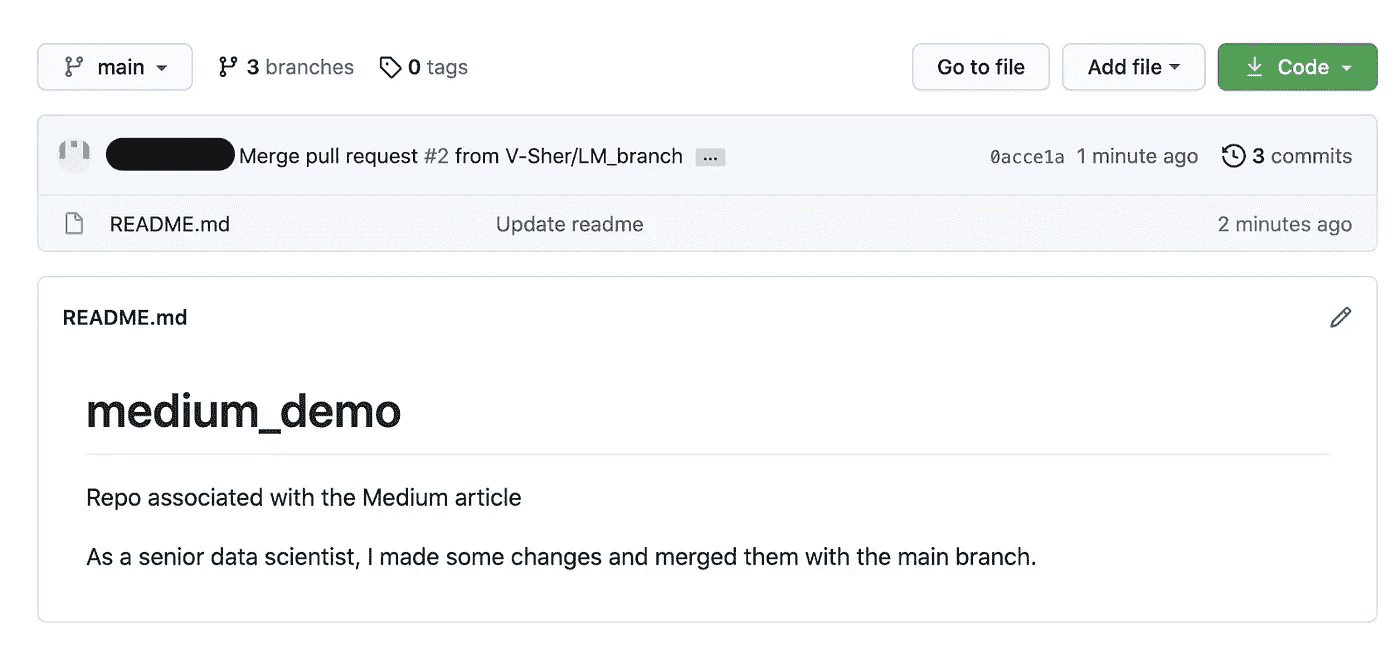 main 3 branches 0 tags Go to file Add file Code
Merge pull request #2 from V-Sher/LM_branch ... 0acce1a 1 minute ago 3 commits
README.md Update readme 2 minutes ago
README.md
medium_demo
Repo associated with the Medium article
As a senior data scientist, I made some changes and merged them with the main branch.